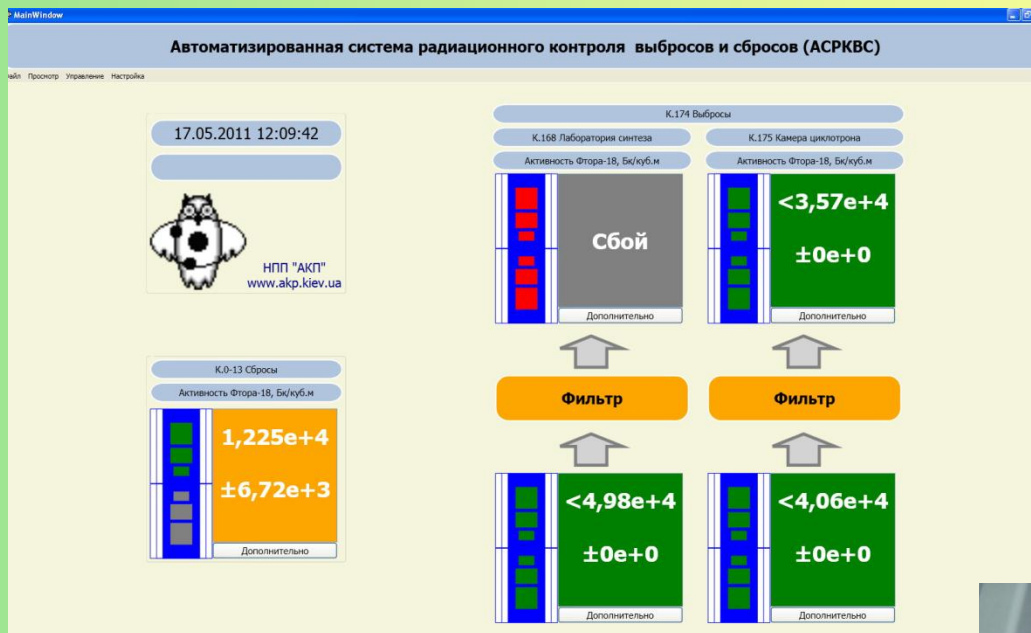 MainWindow
Автоматизированная система радиационного контроля выбросов и сбросов (АСРКВС)
Файл Просмотр Управление Настройка
17.05.2011 12:09:42
НПП "АКП"
www.akp.kiev.ua
К.0-13 Сбросы
Активность Фтора-18, Бк/куб.м
1,225e+4
±6,72e+3
Дополнительно
К.174 Выбросы
К.168 Лаборатория синтеза
К.175 Камера циклотрона
Активность Фтора-18, Бк/куб.м
Активность Фтора-18, Бк/куб.м
Сбой
<3,57e+4
±0e+0
Дополнительно
Дополнительно
Фильтр
Фильтр
<4,98e+4
±0e+0
<4,06e+4
±0e+0
Дополнительно
Дополнительно